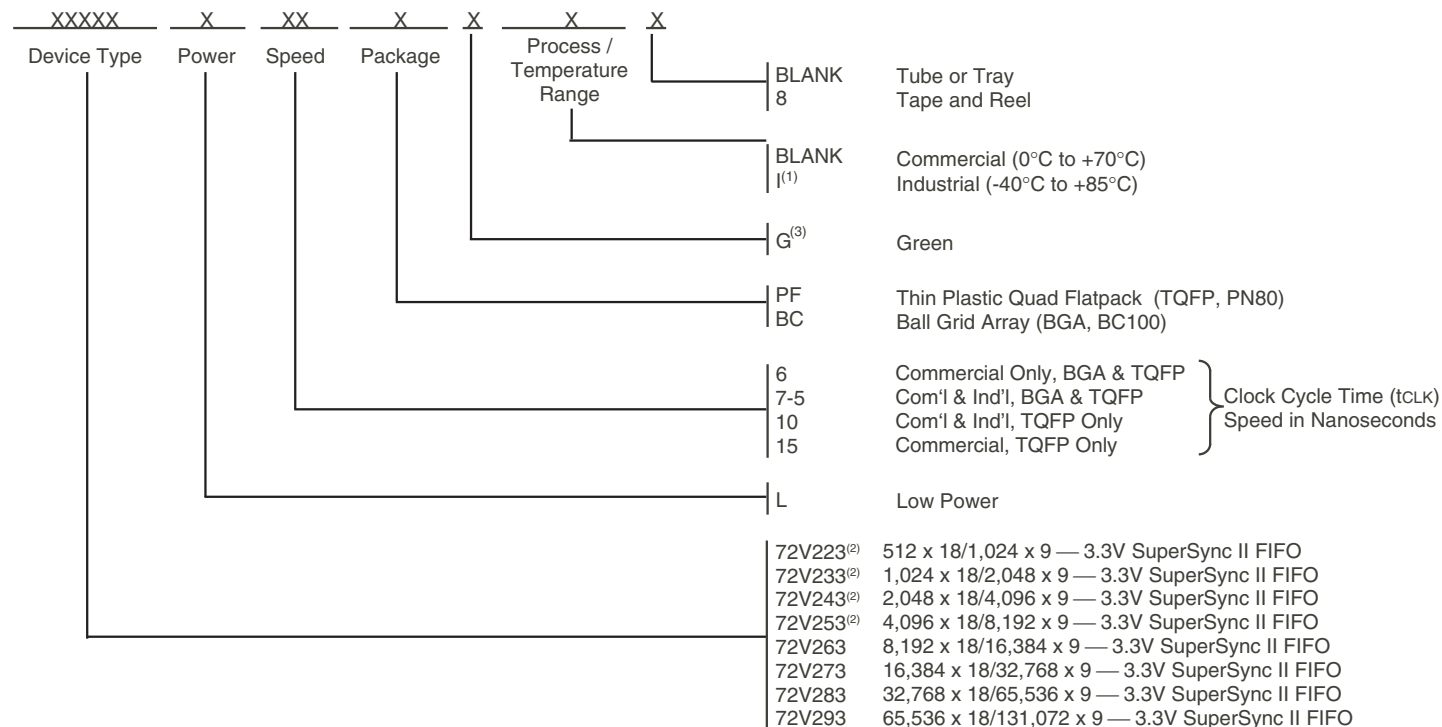 XXXXX X XX X X X X
Device Type Power Speed Package Process /
Temperature
Range
BLANK Tube or Tray
8 Tape and Reel
BLANK Commercial (0°C to +70°C)
I(1) Industrial (-40°C to +85°C)
G(3) Green
PF Thin Plastic Quad Flatpack (TQFP, PN80)
BC Ball Grid Array (BGA, BC100)
6 Commercial Only, BGA & TQFP
7-5 Com‘l & Ind’l, BGA & TQFP
10 Com‘l & Ind’l, TQFP Only
15 Commercial, TQFP Only
Clock Cycle Time (tCLK)
Speed in Nanoseconds
L Low Power
72V223(2) 512 x 18/1,024 x 9 — 3.3V SuperSync II FIFO
72V233(2) 1,024 x 18/2,048 x 9 — 3.3V SuperSync II FIFO
72V243(2) 2,048 x 18/4,096 x 9 — 3.3V SuperSync II FIFO
72V253(2) 4,096 x 18/8,192 x 9 — 3.3V SuperSync II FIFO
72V263 8,192 x 18/16,384 x 9 — 3.3V SuperSync II FIFO
72V273 16,384 x 18/32,768 x 9 — 3.3V SuperSync II FIFO
72V283 32,768 x 18/65,536 x 9 — 3.3V SuperSync II FIFO
72V293 65,536 x 18/131,072 x 9 — 3.3V SuperSync II FIFO